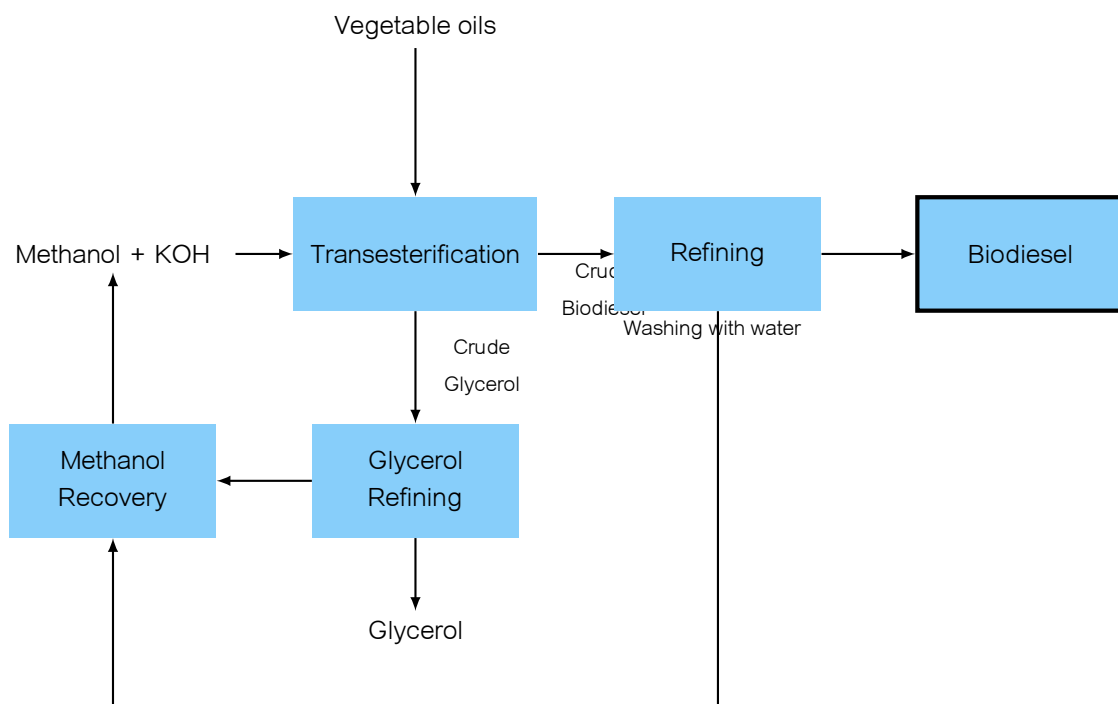 Vegetable oils
Methanol + KOH
Transesterification
Refining
Biodiesel
Crude
Biodiesel
Washing with water
Crude
Glycerol
Methanol
Recovery
Glycerol
Refining
Glycerol